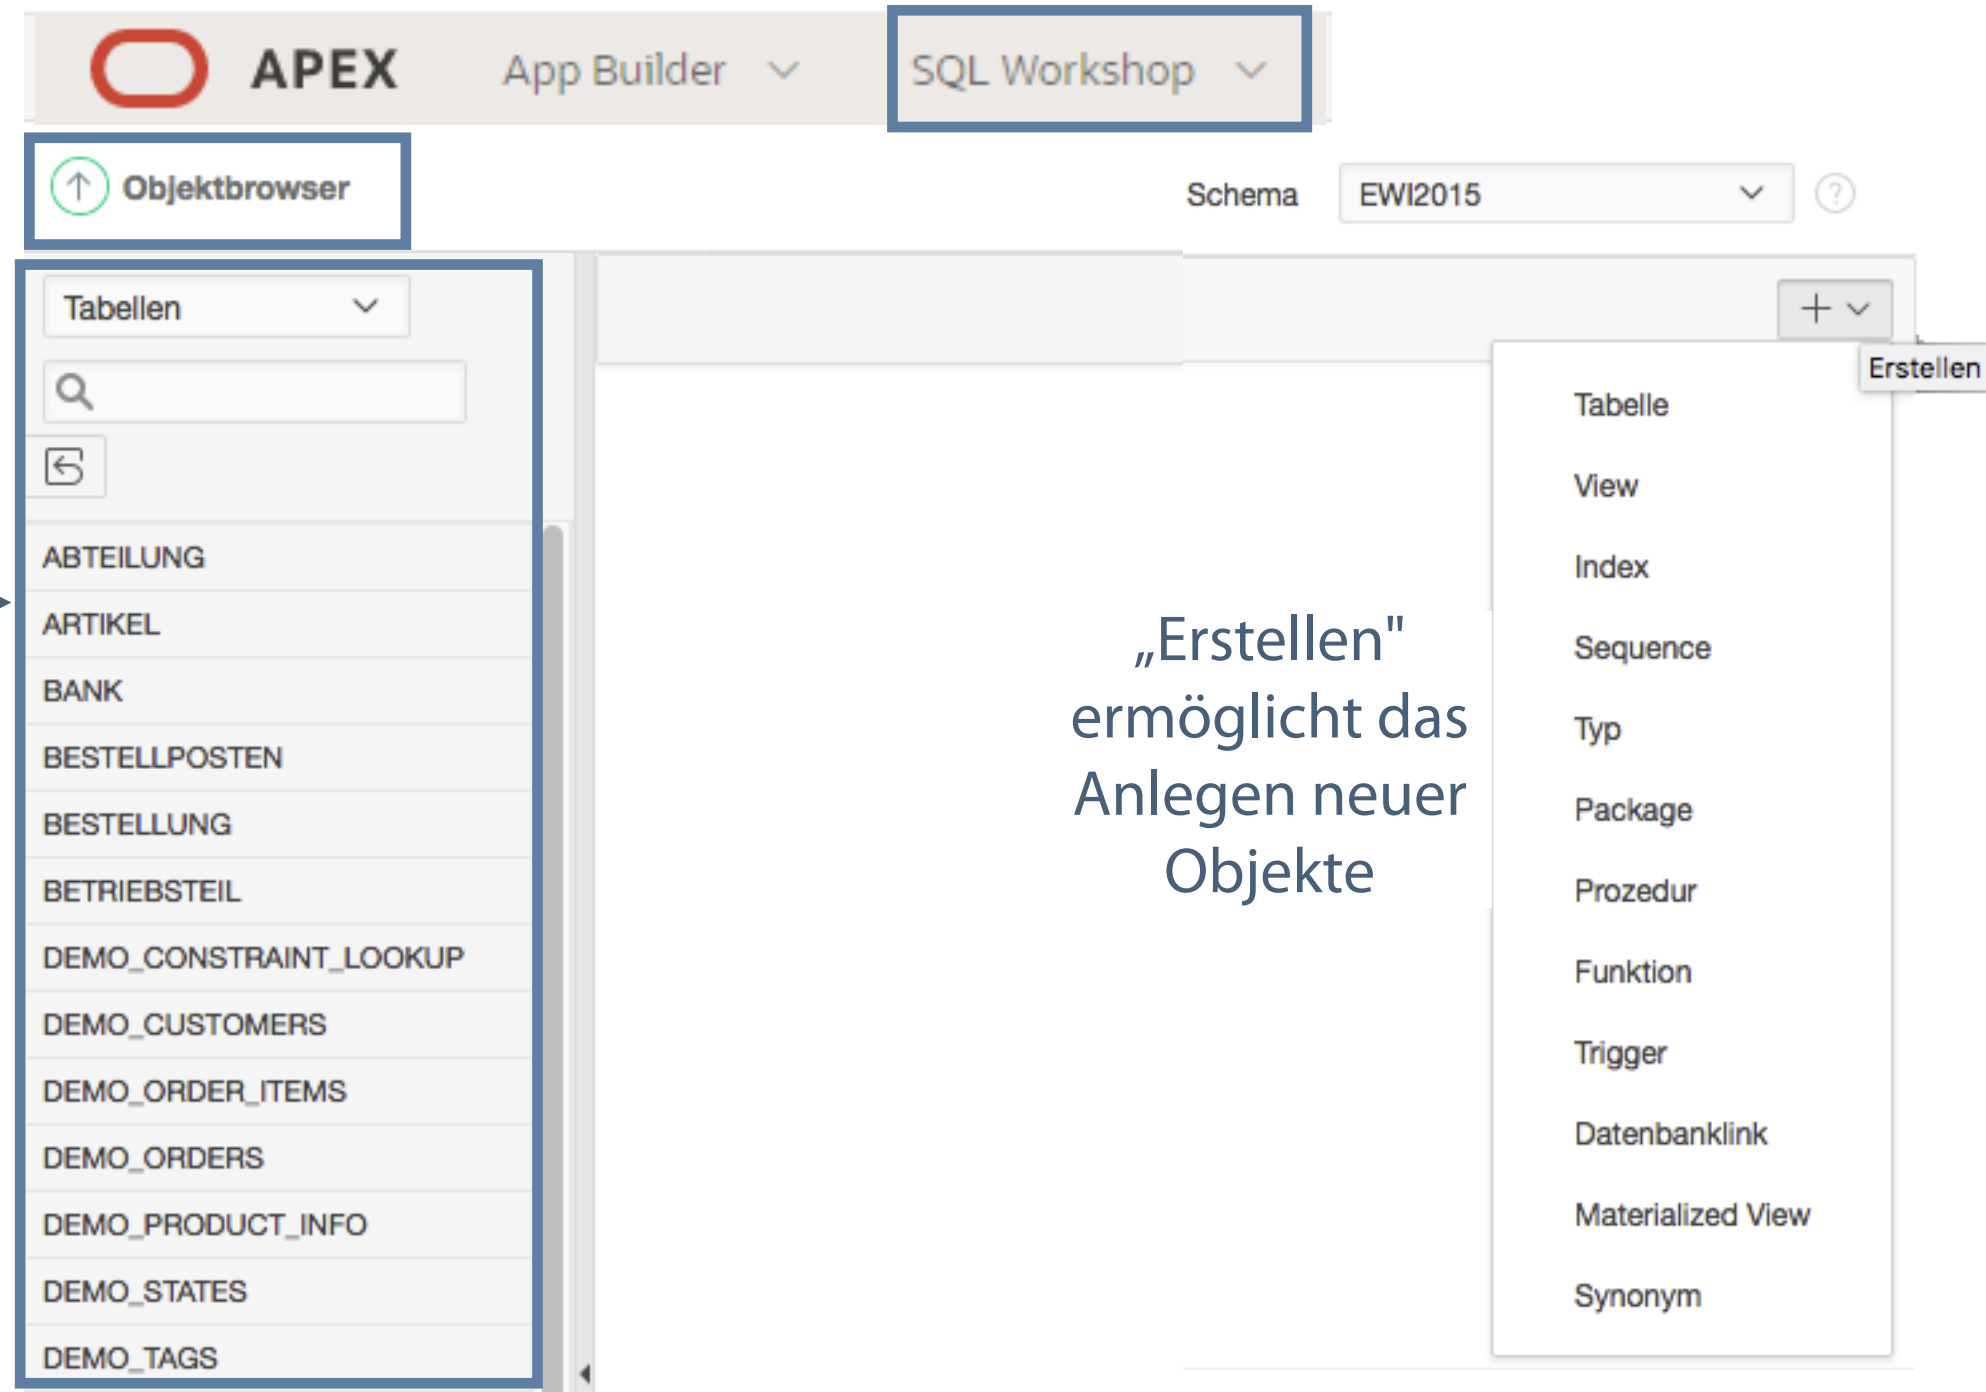 APEX App Builder SQL Workshop
Objektbrowser
Schema EWI2015
Tabellen
ABTEILUNG
ARTIKEL
BANK
BESTELLPOSTEN
BESTELLUNG
BETRIEBSTEIL
DEMO_CONSTRAINT_LOOKUP
DEMO_CUSTOMERS
DEMO_ORDER_ITEMS
DEMO_ORDERS
DEMO_PRODUCT_INFO
DEMO_STATES
DEMO_TAGS
„Erstellen"
ermöglicht das
Anlegen neuer
Objekte
Erstellen
Tabelle
View
Index
Sequence
Typ
Package
Prozedur
Funktion
Trigger
Datenbanklink
Materialized View
Synonym